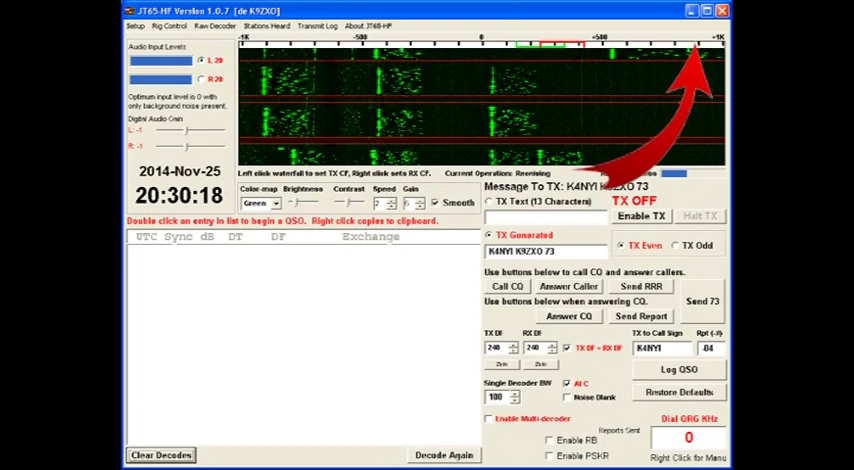 JT65-HF Version 1.0.7 [de K9ZXO]
Setup Rig Control Raw Decoder Stations Heard Transmit Log About JT65-HF
-1K -500 0 +500 +1K
Audio Input Levels
L 20
R 20
Optimum input level is 0 with
only background noise present.
Digital Audio Gain
L: -1
R: -1
2014-Nov-25
20:30:18
Left click waterfall to set TX CF, Right click sets RX CF. Current Operation: Receiving
Color-map Brightness Contrast Speed Gain
Green 2 6 Smooth
Message To TX: K4NYI K9ZXO 73
TX Text (13 Characters) TX OFF
Enable TX Halt TX
Double click an entry in list to begin a QSO. Right click copies to clipboard.
UTC Sync dB DT DF Exchange
TX Generated
K4NYI K9ZXO 73
TX Even TX Odd
Use buttons below to call CQ and answer callers.
Call CQ Answer Caller Send RRR
Use buttons below when answering CQ.
Answer CQ Send Report
Send 73
TX DF RX DF TX to Call Sign Rpt (-#)
240 240 TX DF = RX DF K4NYI -04
Zero Zero
Log QSO
Single Decoder BW AFC
100 Noise Blank
Restore Defaults
Enable Multi-decoder
Dial QRG KHz
0
Reports Sent
Enable RB
Enable PSKR
Right Click for Menu
Clear Decodes Decode Again